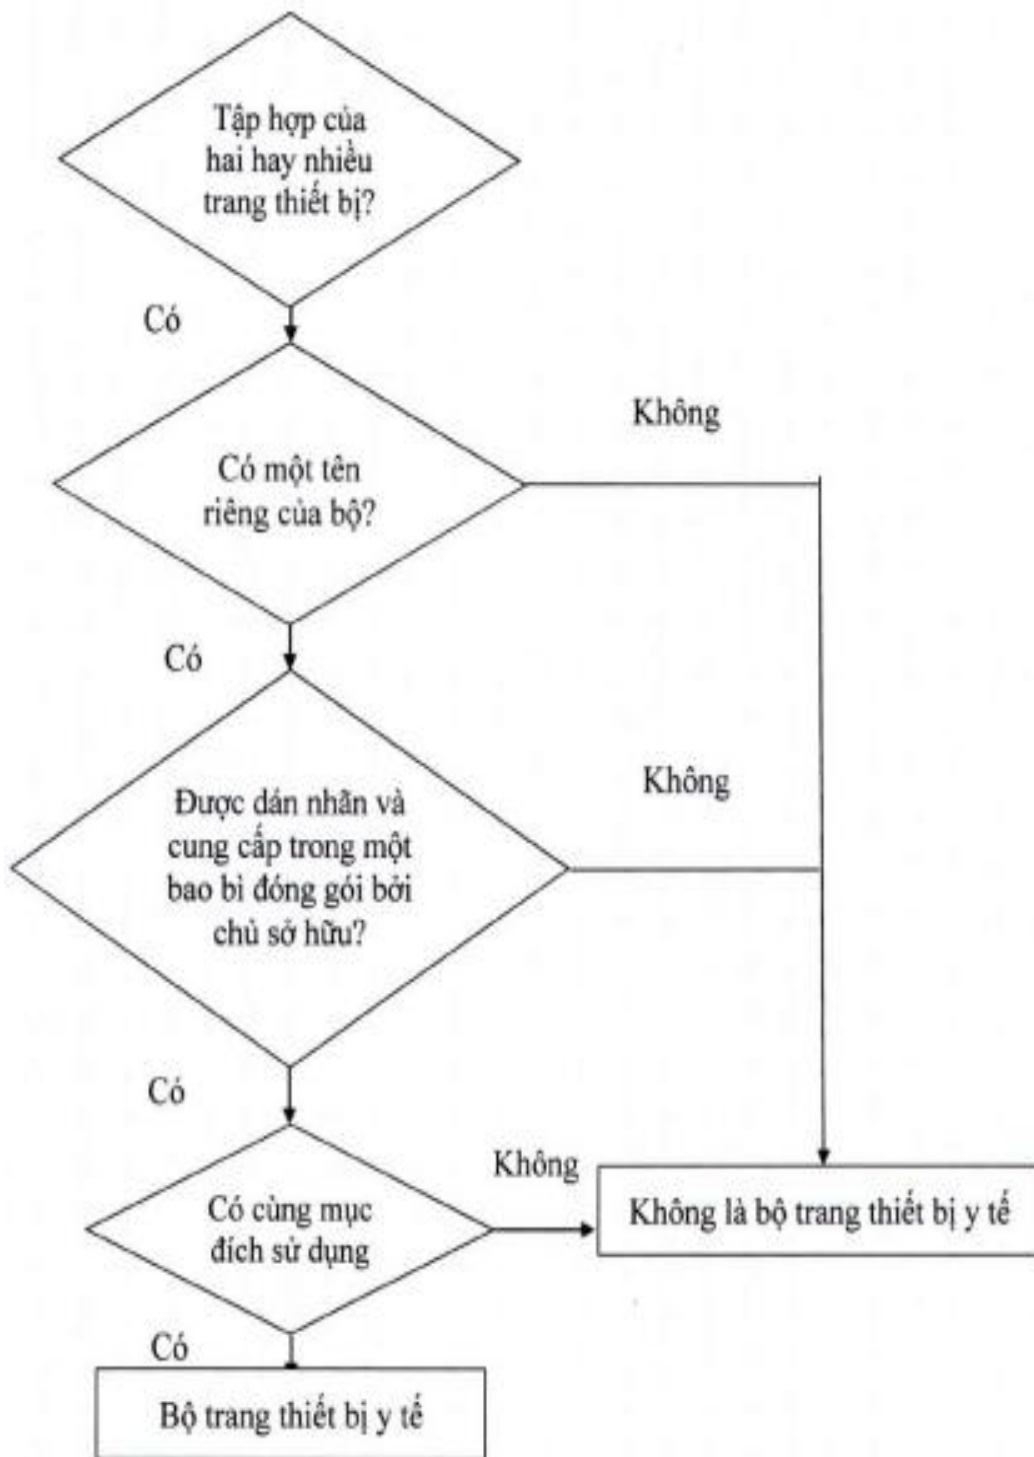 Tập hợp của
hai hay nhiều
trang thiết bị?
Có
Không
Có một tên
riêng của bộ?
Có
Không
Được dán nhãn và
cung cấp trong một
bao bì đóng gói bởi
chủ sở hữu?
Có
Không
Có cùng mục
đích sử dụng
Không là bộ trang thiết bị y tế
Có
Bộ trang thiết bị y tế